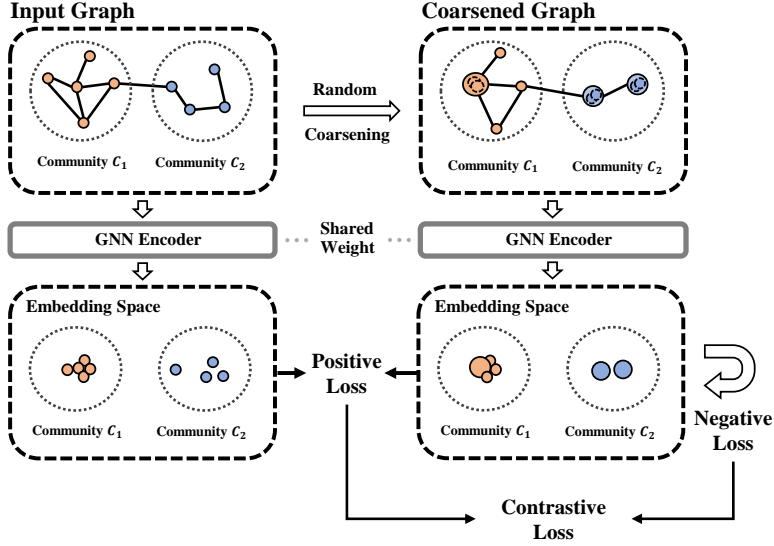 Input Graph
Coarsened Graph
Random
Coarsening
Community C₁
Community C₂
Community C₁
Community C₂
GNN Encoder
Shared
Weight
GNN Encoder
Embedding Space
Embedding Space
Positive
Loss
Community C₁
Community C₂
Community C₁
Community C₂
Negative
Loss
Contrastive
Loss